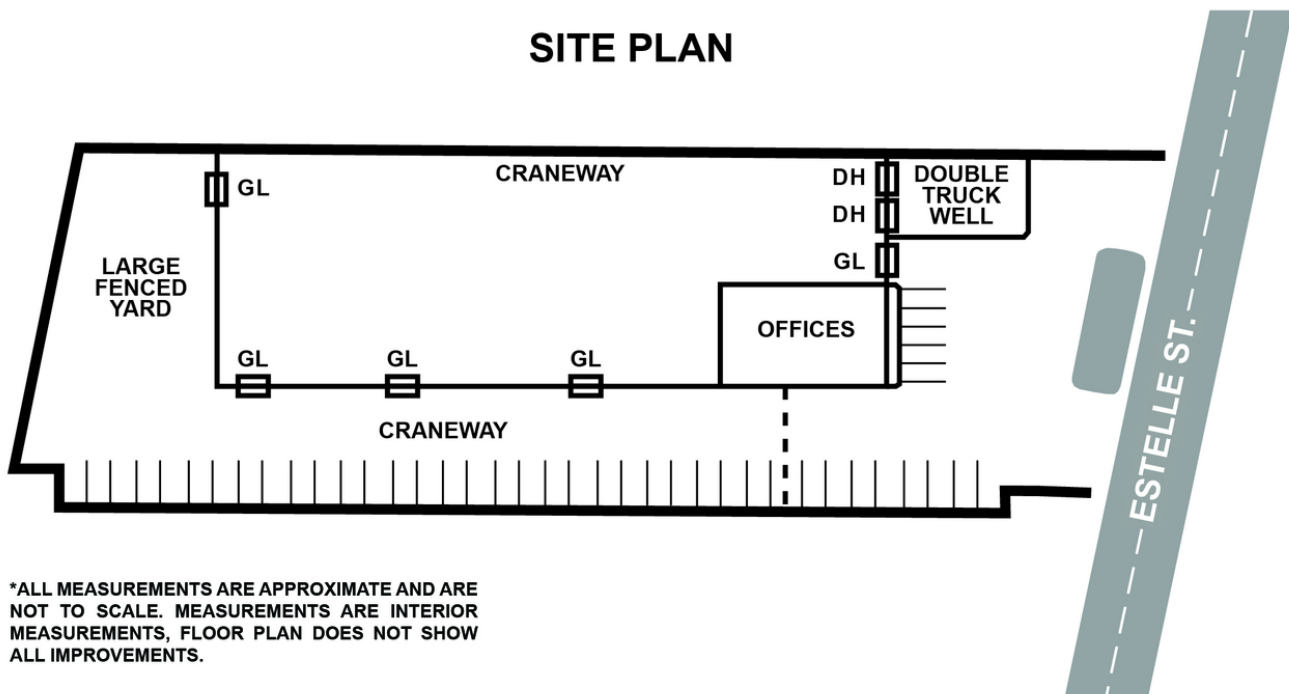 SITE PLAN
CRANEWAY
GL
DH
DOUBLE
TRUCK
WELL
DH
GL
LARGE
FENCED
YARD
OFFICES
GL
GL
GL
CRANEWAY
ESTELLE ST.
*ALL MEASUREMENTS ARE APPROXIMATE AND ARE
NOT TO SCALE. MEASUREMENTS ARE INTERIOR
MEASUREMENTS, FLOOR PLAN DOES NOT SHOW
ALL IMPROVEMENTS.